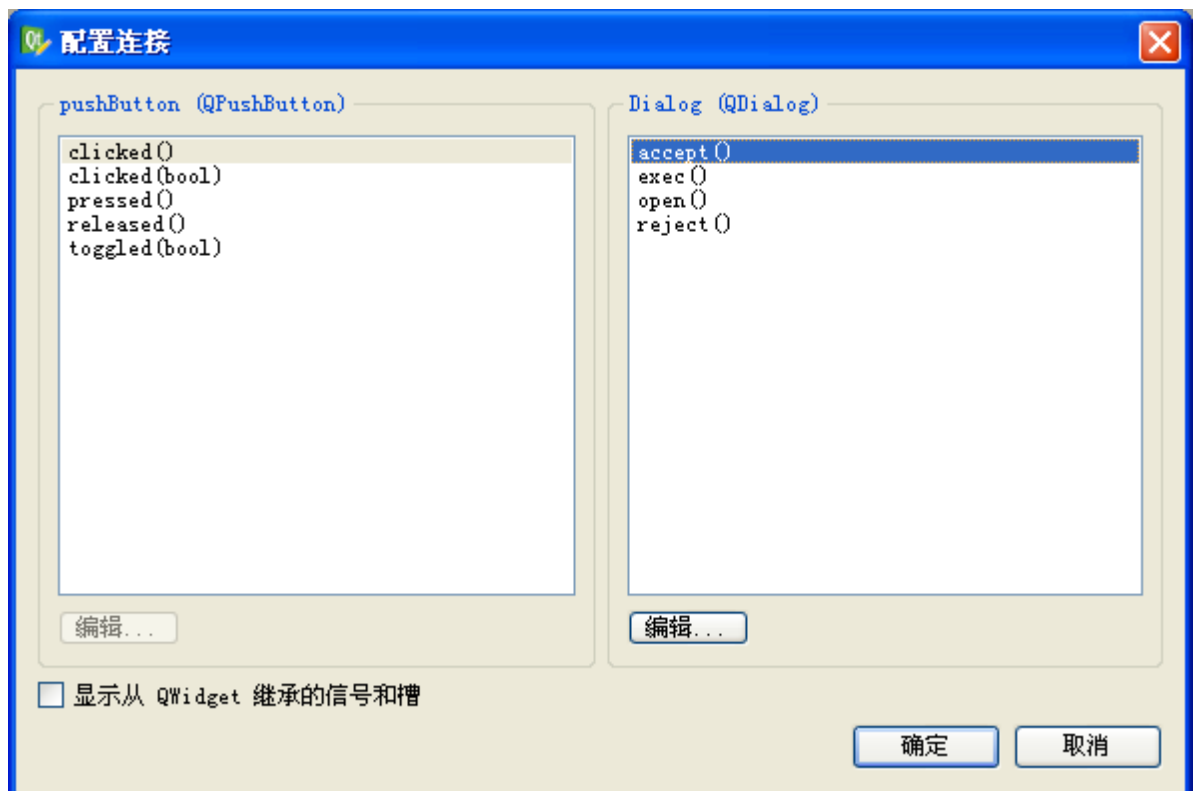 配置连接
pushButton (QPushButton)
clicked()
clicked(bool)
pressed()
released()
toggled(bool)
编辑...
Dialog (QDialog)
accept()
exec()
open()
reject()
编辑...
显示从 QWidget 继承的信号和槽
确定
取消